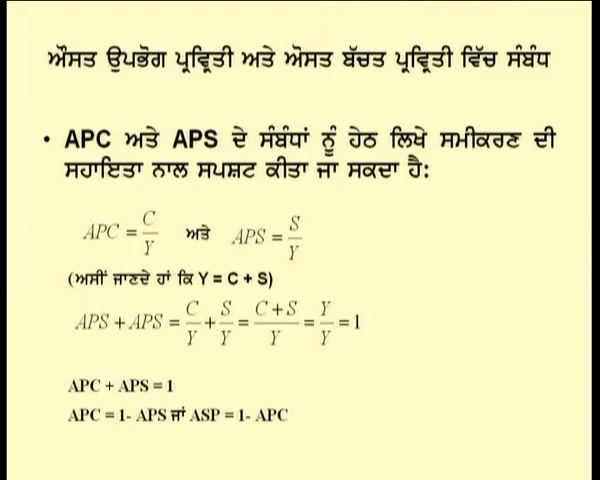 ਔਸਤ ਉਪਭੋਗ ਪ੍ਰਵ੍ਰਿਤੀ ਅਤੇ ਅੋਸਤ ਬੱਚਤ ਪ੍ਰਵ੍ਰਿਤੀ ਵਿੱਚ ਸੰਬੰਧ
• APC ਅਤੇ APS ਦੇ ਸੰਬੰਧਾਂ ਨੂੰ ਹੇਠ ਲਿਖੇ ਸਮੀਕਰਣ ਦੀ
ਸਹਾਇਤਾ ਨਾਲ ਸਪਸ਼ਟ ਕੀਤਾ ਜਾ ਸਕਦਾ ਹੈ:
APC = C/Y ਅਤੇ APS = S/Y
(ਅਸੀਂ ਜਾਣਦੇ ਹਾਂ ਕਿ Y = C + S)
APS + APS = C/Y + S/Y = C + S/Y = Y/Y = 1
APC + APS = 1
APC = 1- APS ਜਾਂ ASP = 1- APC